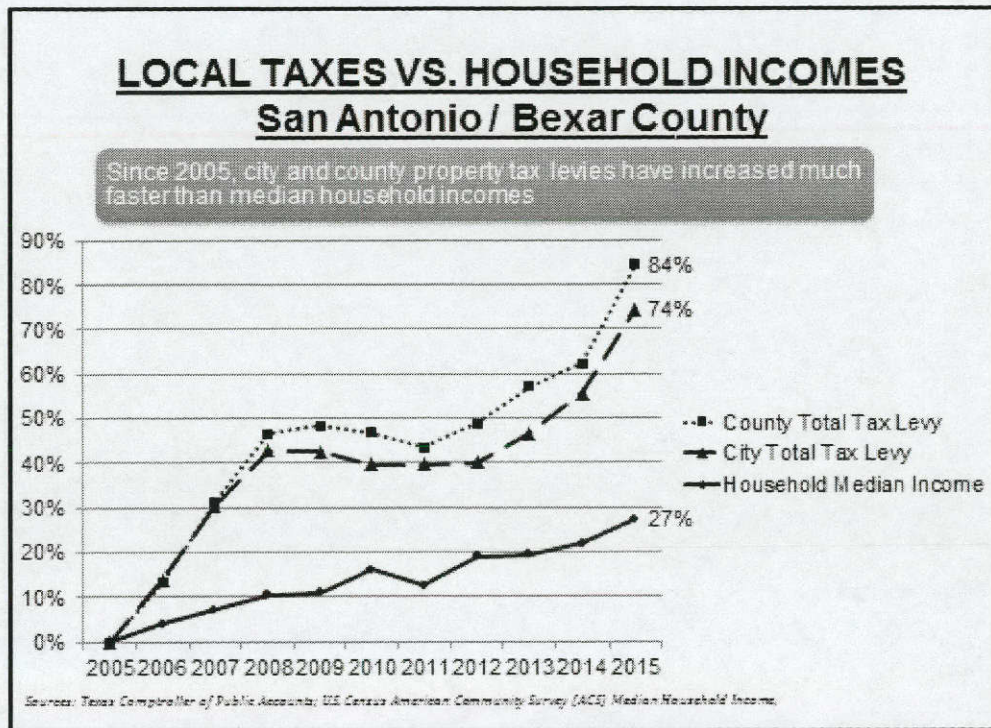 LOCAL TAXES VS. HOUSEHOLD INCOMES
San Antonio / Bexar County
Since 2005, city and county property tax levies have increased much
faster than median household incomes
90%
80%
70%
60%
50%
40%
30%
20%
10%
0%
84%
74%
27%
County Total Tax Levy
City Total Tax Levy
Household Median Income
2005 2006 2007 2008 2009 2010 2011 2012 2013 2014 2015
Sources: Texas Comptroller of Public Accounts; U.S. Census American Community Survey (ACS) Median Household Income,